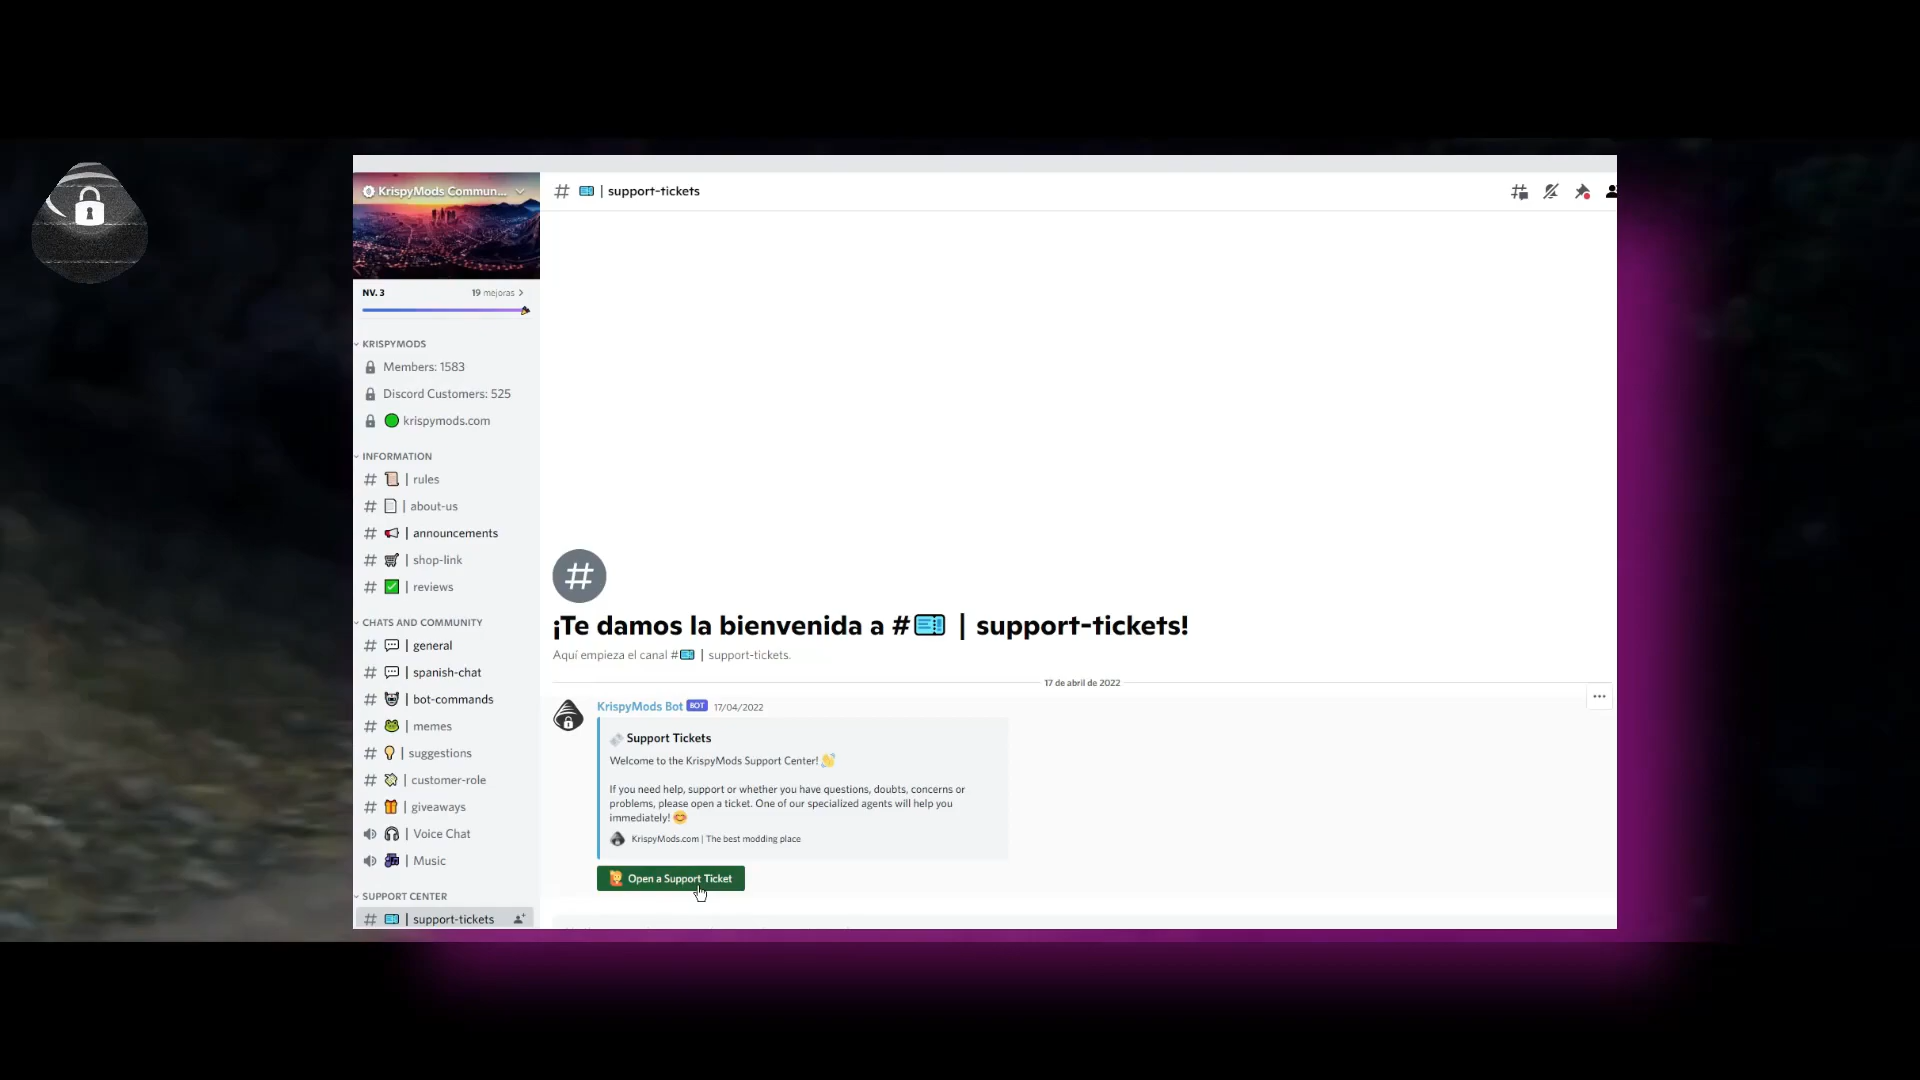 KrispyMods Commun...
NV. 3
19 mejoras
KRISPYMODS
Members: 1583
Discord Customers: 525
krispymods.com
INFORMATION
| rules
| about-us
| announcements
| shop-link
| reviews
CHATS AND COMMUNITY
| general
| spanish-chat
| bot-commands
| memes
| suggestions
| customer-role
| giveaways
| Voice Chat
| Music
SUPPORT CENTER
| support-tickets
# 🎫 | support-tickets
¡Te damos la bienvenida a #🎫 | support-tickets!
Aquí empieza el canal #🎫 | support-tickets.
17 de abril de 2022
KrispyMods Bot BOT 17/04/2022
Support Tickets
Welcome to the KrispyMods Support Center! 👋
If you need help, support or whether you have questions, doubts, concerns or
problems, please open a ticket. One of our specialized agents will help you
immediately! 😊
KrispyMods.com | The best modding place
Open a Support Ticket